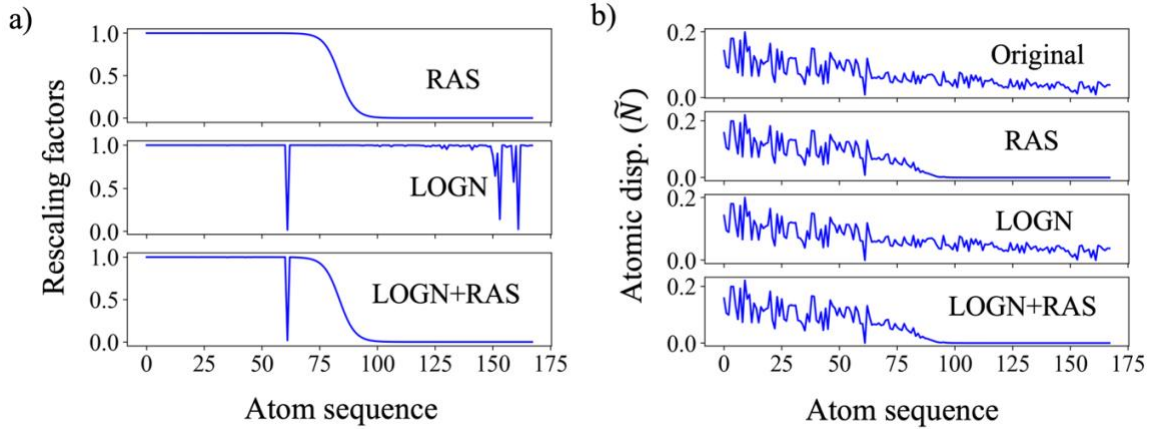 a)
Rescaling factors
1.0
0.5
0.0
RAS
1.0
0.5
0.0
LOGN
1.0
0.5
0.0
LOGN+RAS
0 25 50 75 100 125 150 175
Atom sequence
b)
Atomic disp. (Ñ)
0.2
0.0
Original
0.2
0.0
RAS
0.2
0.0
LOGN
0.2
0.0
LOGN+RAS
0 25 50 75 100 125 150 175
Atom sequence